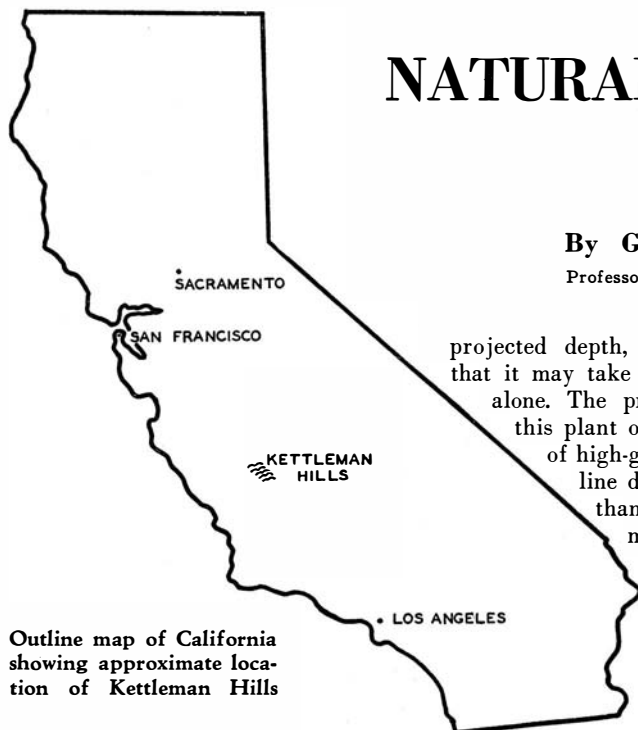 NATURAL
By G
Professo
SACRAMENTO
SAN FRANCISCO
KETTLEMAN
HILLS
LOS ANGELES
projected depth,
that it may take
alone. The pr
this plant o
of high-g
line d
than
m
Outline map of California
showing approximate loca-
tion of Kettleman Hills